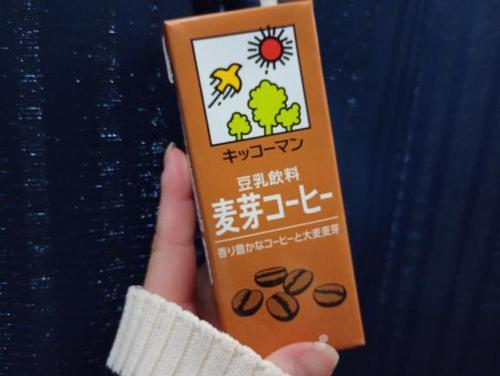 キッコーマン
豆乳飲料
麦芽コーヒー
香り豊かなコーヒーと大麦麦芽